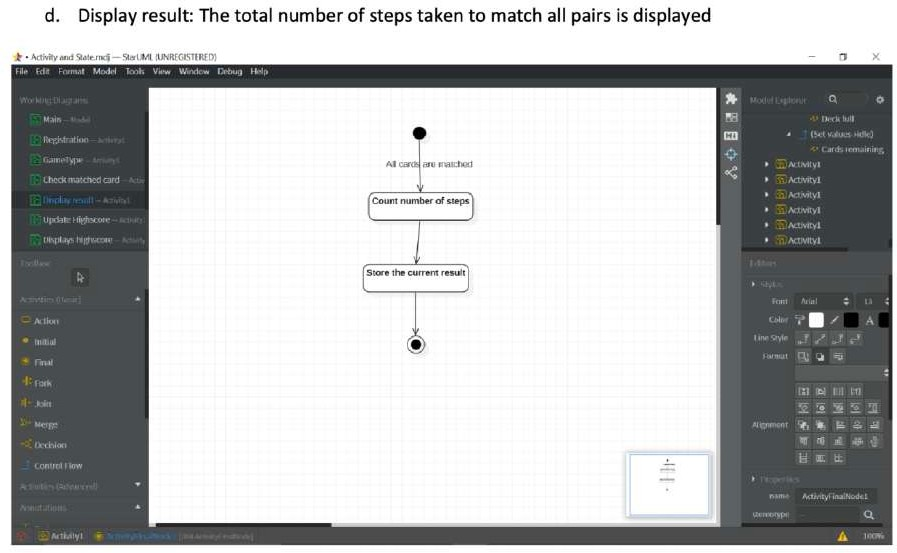 d. Display result: The total number of steps taken to match all pairs is displayed
Activity and State.mdj — StarUML (UNREGISTERED)
File Edit Format Model Tools View Window Debug Help
Working Diagrams
Main — Model
Registration — Activity1
GameType — Activity1
Check matched card — Activ
Display result — Activity1
Update Highscore — Activity
Displays highscore — Activity
Toolbox
Activities (Basic)
Action
Initial
Final
Fork
Join
Merge
Decision
Control Flow
Activities (Advanced)
Annotations
All cards are matched
Count number of steps
Store the current result
Model Explorer
Deck full
(Set values→Idle)
Cards remaining
Activity1
Activity1
Activity1
Activity1
Activity1
Activity1
Editors
Styles
Font Arial 13
Color A
Line Style
Format
Alignment
Properties
name ActivityFinalNode1
stereotype
Activity1
100%